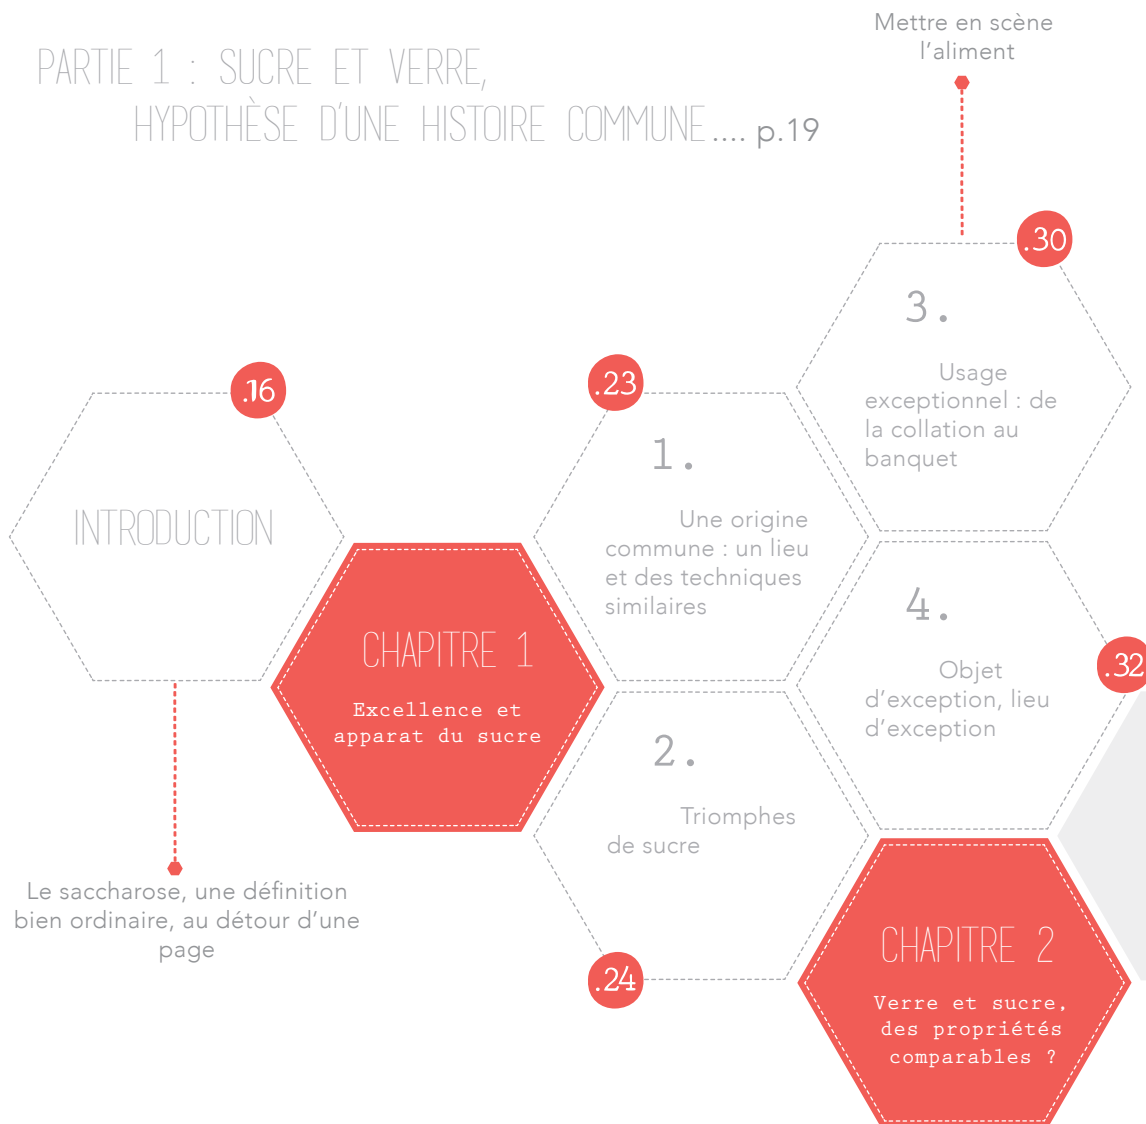 PARTIE 1 : SUCRE ET VERRE,
HYPOTHÈSE D'UNE HISTOIRE COMMUNE .... p.19
Mettre en scène
l'aliment
.16
INTRODUCTION
Le saccharose, une définition
bien ordinaire, au détour d'une
page
CHAPITRE 1
Excellence et
apparat du sucre
.23
1.
Une origine
commune : un lieu
et des techniques
similaires
2.
Triomphes
de sucre
.24
.30
3.
Usage
exceptionnel : de
la collation au
banquet
4.
Objet
d'exception, lieu
d'exception
.32
CHAPITRE 2
Verre et sucre,
des propriétés
comparables ?